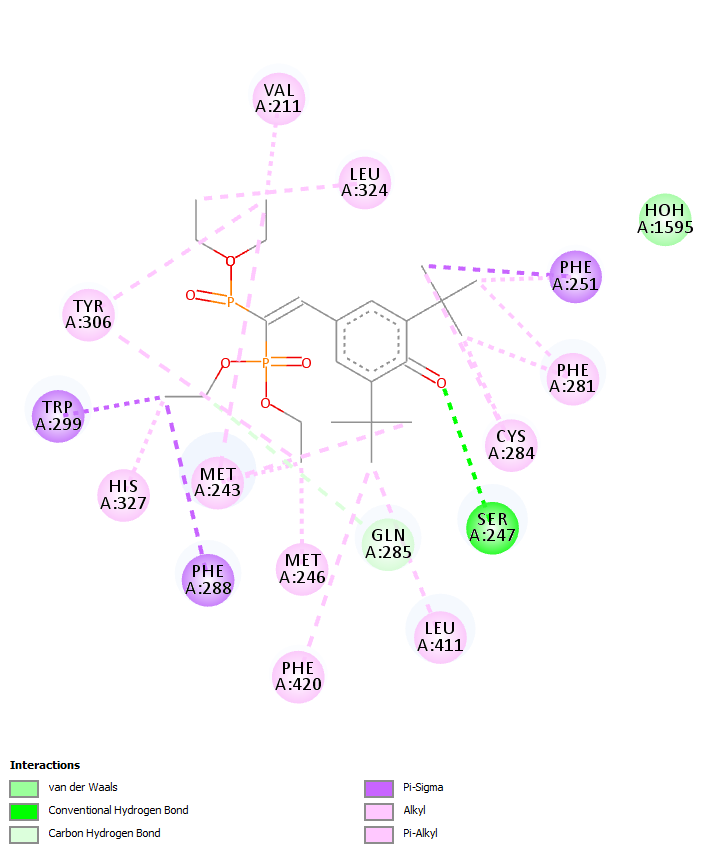 VAL
A:211
LEU
A:324
HOH
A:1595
PHE
A:251
O
O
P
TYR
A:306
PHE
A:281
O
P
O
O
TRP
A:299
O
CYS
A:284
HIS
A:327
MET
A:243
SER
A:247
GLN
A:285
MET
A:246
PHE
A:288
LEU
A:411
PHE
A:420
Interactions
van der Waals
Conventional Hydrogen Bond
Carbon Hydrogen Bond
Pi-Sigma
Alkyl
Pi-Alkyl